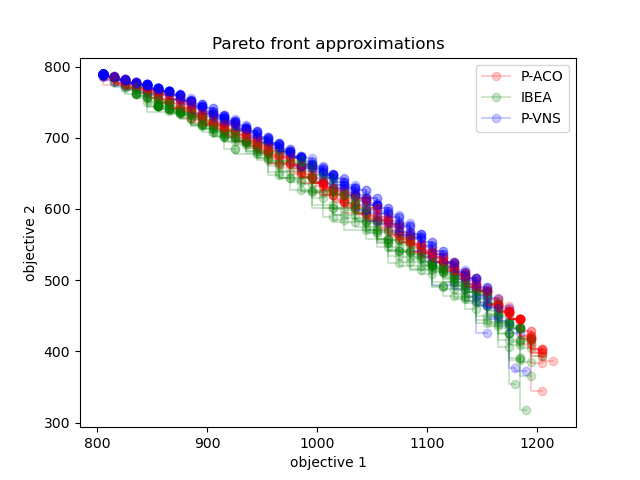 Pareto front approximations
P-ACO
IBEA
P-VNS
objective 2
800
700
600
500
400
300
800 900 1000 1100 1200
objective 1